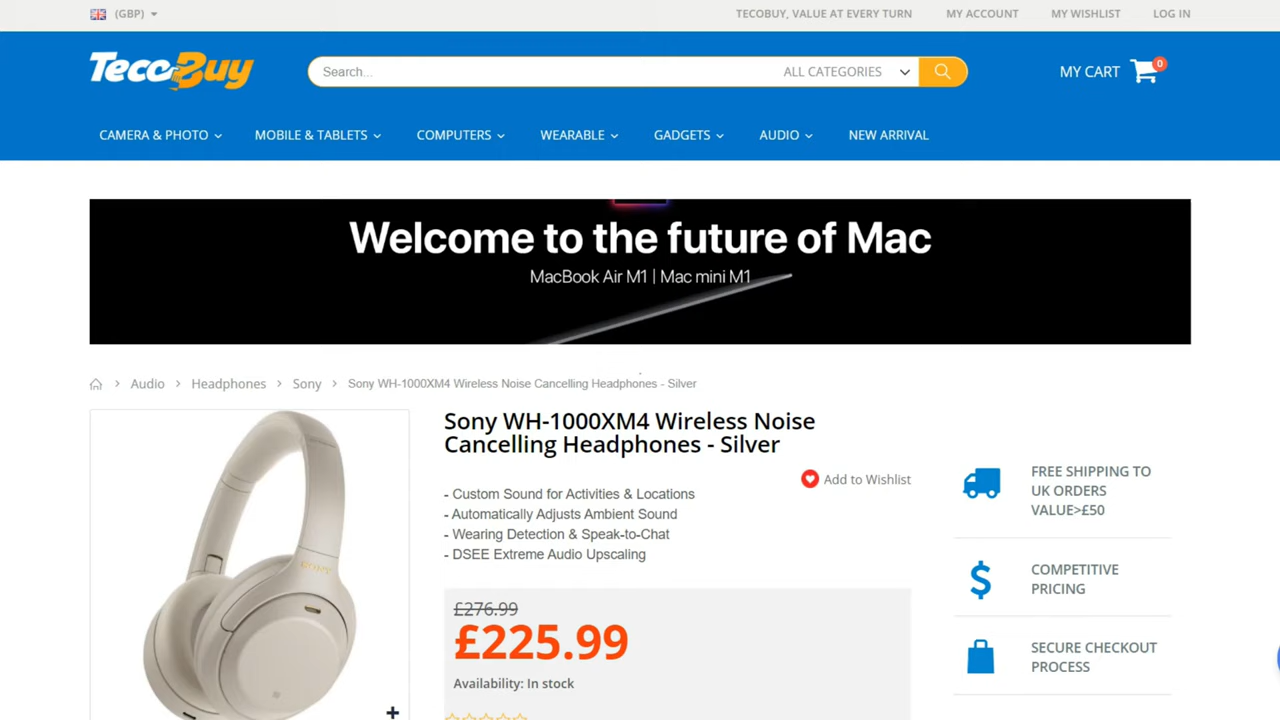 (GBP)
TECOBUY, VALUE AT EVERY TURN
MY ACCOUNT
MY WISHLIST
LOG IN
TecoBuy
Search...
ALL CATEGORIES
MY CART
0
CAMERA & PHOTO
MOBILE & TABLETS
COMPUTERS
WEARABLE
GADGETS
AUDIO
NEW ARRIVAL
Welcome to the future of Mac
MacBook Air M1 | Mac mini M1
Audio > Headphones > Sony > Sony WH-1000XM4 Wireless Noise Cancelling Headphones - Silver
Sony WH-1000XM4 Wireless Noise
Cancelling Headphones - Silver
Add to Wishlist
- Custom Sound for Activities & Locations
- Automatically Adjusts Ambient Sound
- Wearing Detection & Speak-to-Chat
- DSEE Extreme Audio Upscaling
£276.99
£225.99
Availability: In stock
SONY
FREE SHIPPING TO
UK ORDERS
VALUE>£50
COMPETITIVE
PRICING
SECURE CHECKOUT
PROCESS